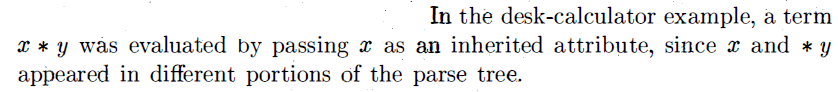 In the desk-calculator example, a term
x * y was evaluated by passing x as an inherited attribute, since x and * y
appeared in different portions of the parse tree.